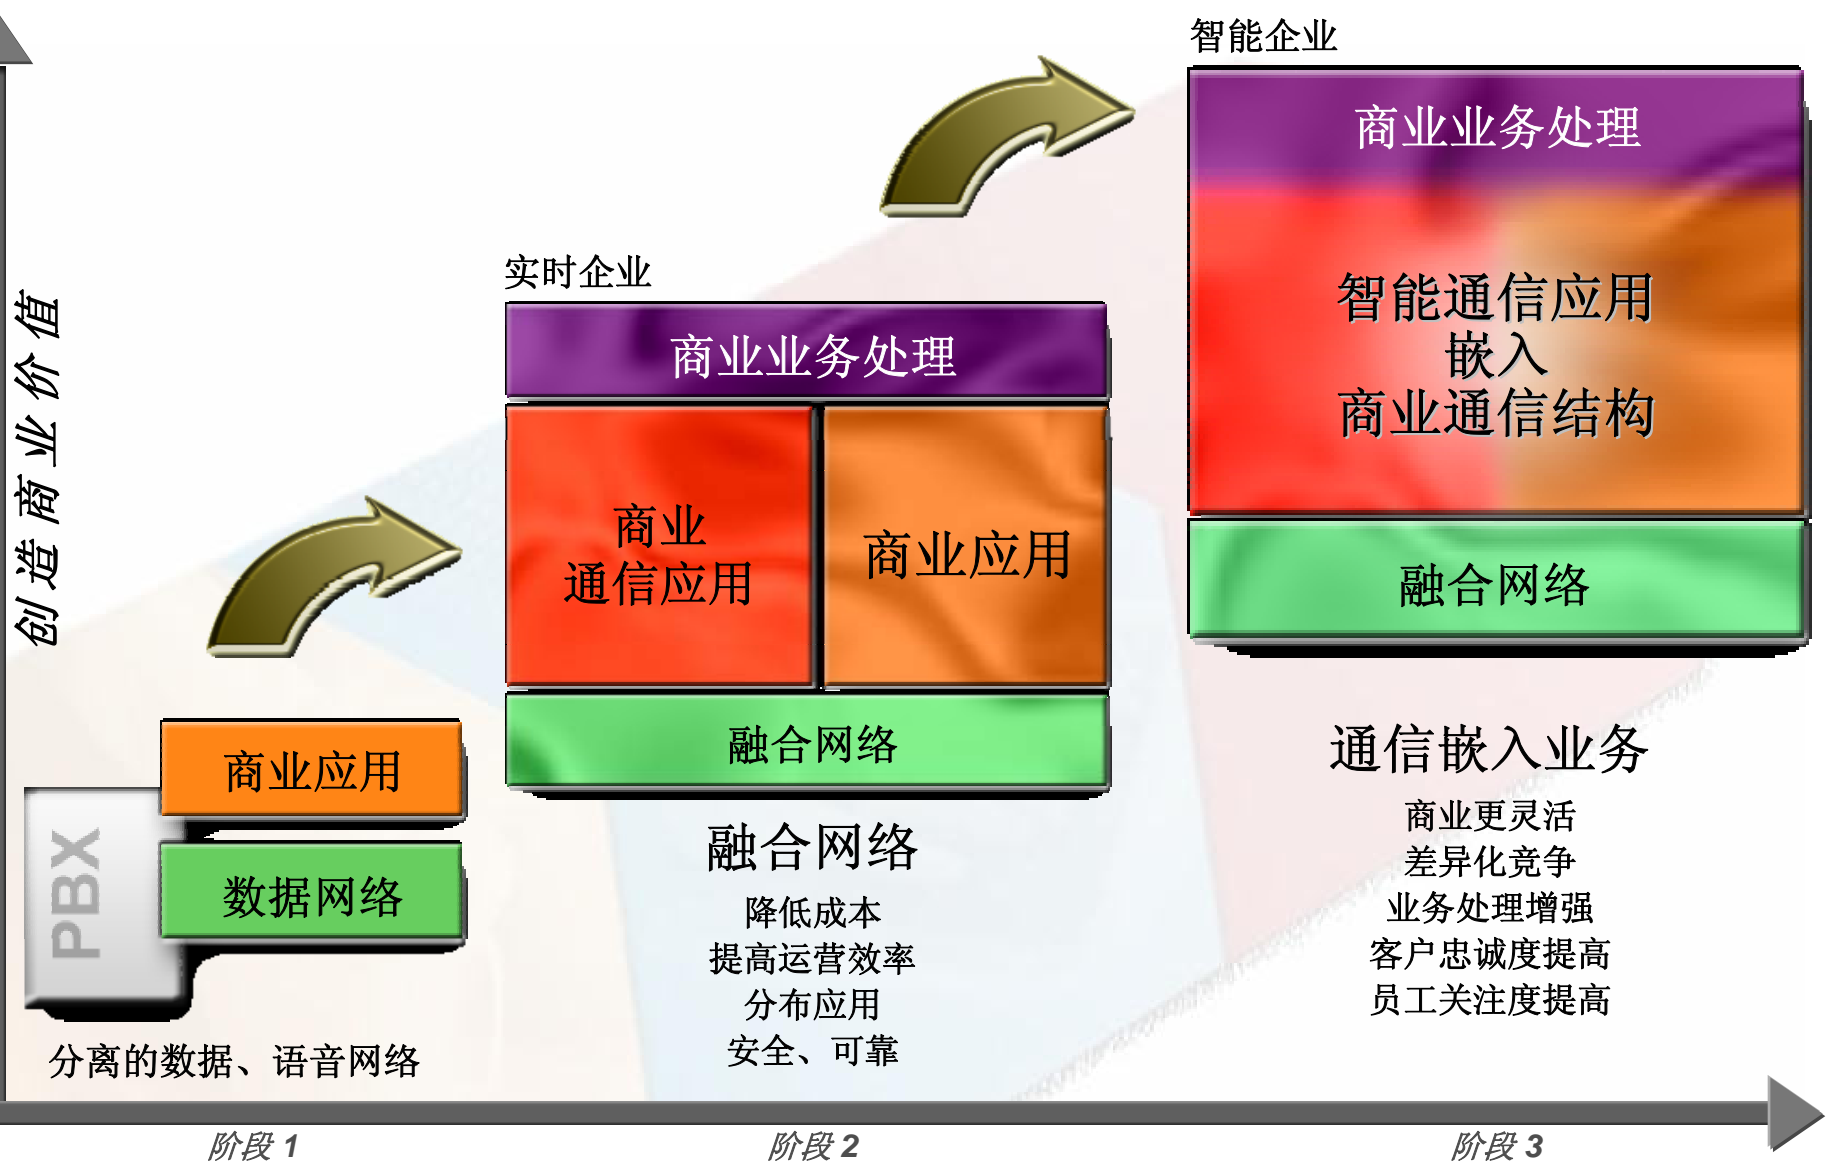 创造商业价值
PBX
商业应用
数据网络
分离的数据、语音网络
阶段 1
实时企业
商业业务处理
商业
通信应用
商业应用
融合网络
融合网络
降低成本
提高运营效率
分布应用
安全、可靠
阶段 2
智能企业
商业业务处理
智能通信应用
嵌入
商业通信结构
融合网络
通信嵌入业务
商业更灵活
差异化竞争
业务处理增强
客户忠诚度提高
员工关注度提高
阶段 3